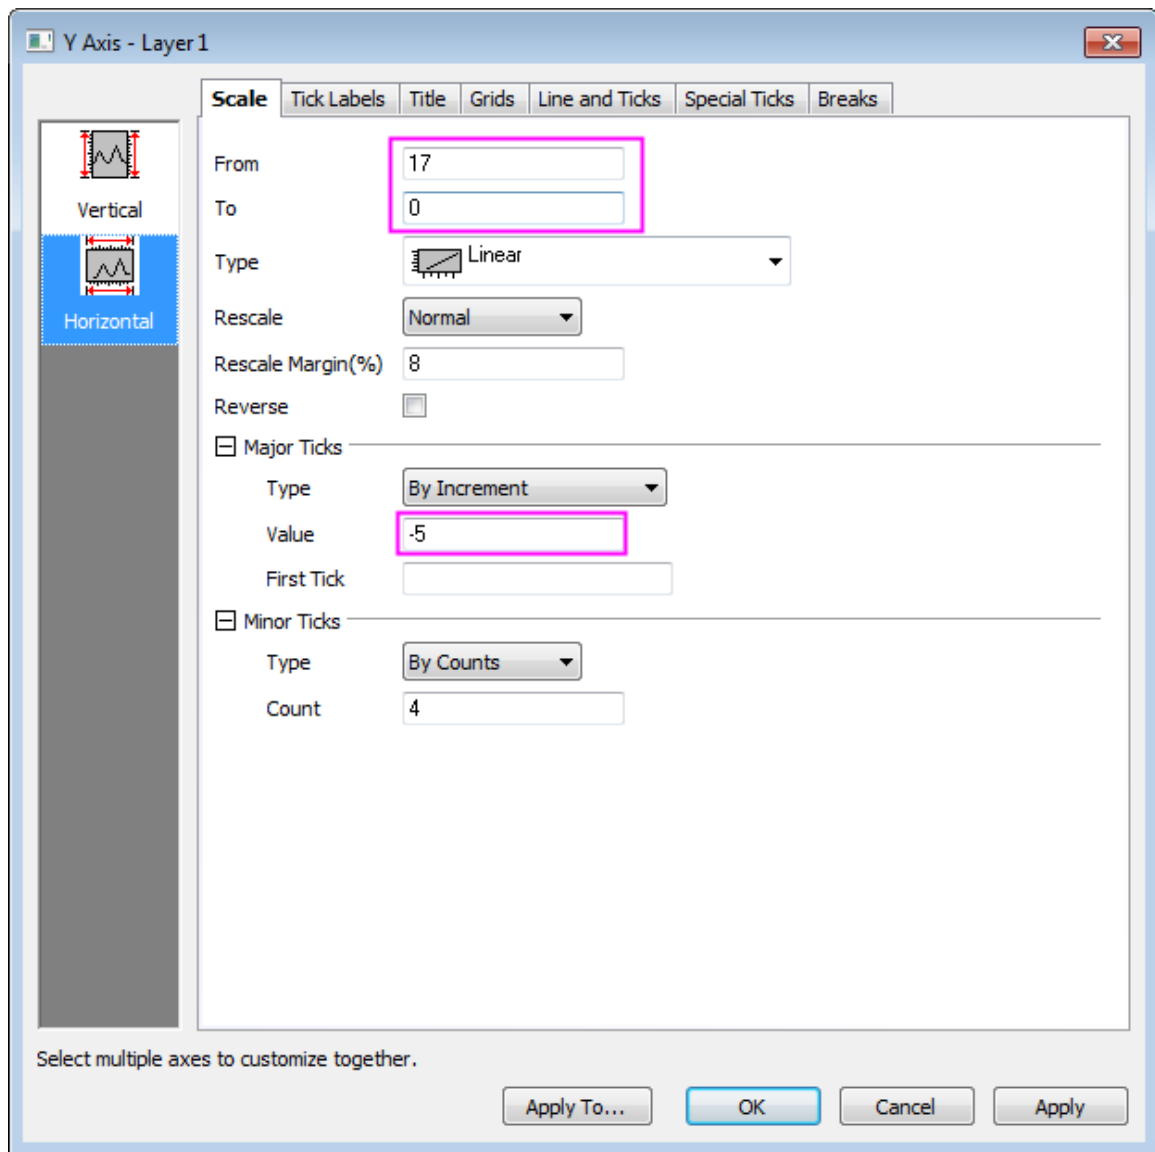 Y Axis - Layer 1
Scale Tick Labels Title Grids Line and Ticks Special Ticks Breaks
Vertical
Horizontal
From 17
To 0
Type Linear
Rescale Normal
Rescale Margin(%) 8
Reverse
Major Ticks
Type By Increment
Value -5
First Tick
Minor Ticks
Type By Counts
Count 4
Select multiple axes to customize together.
Apply To... OK Cancel Apply